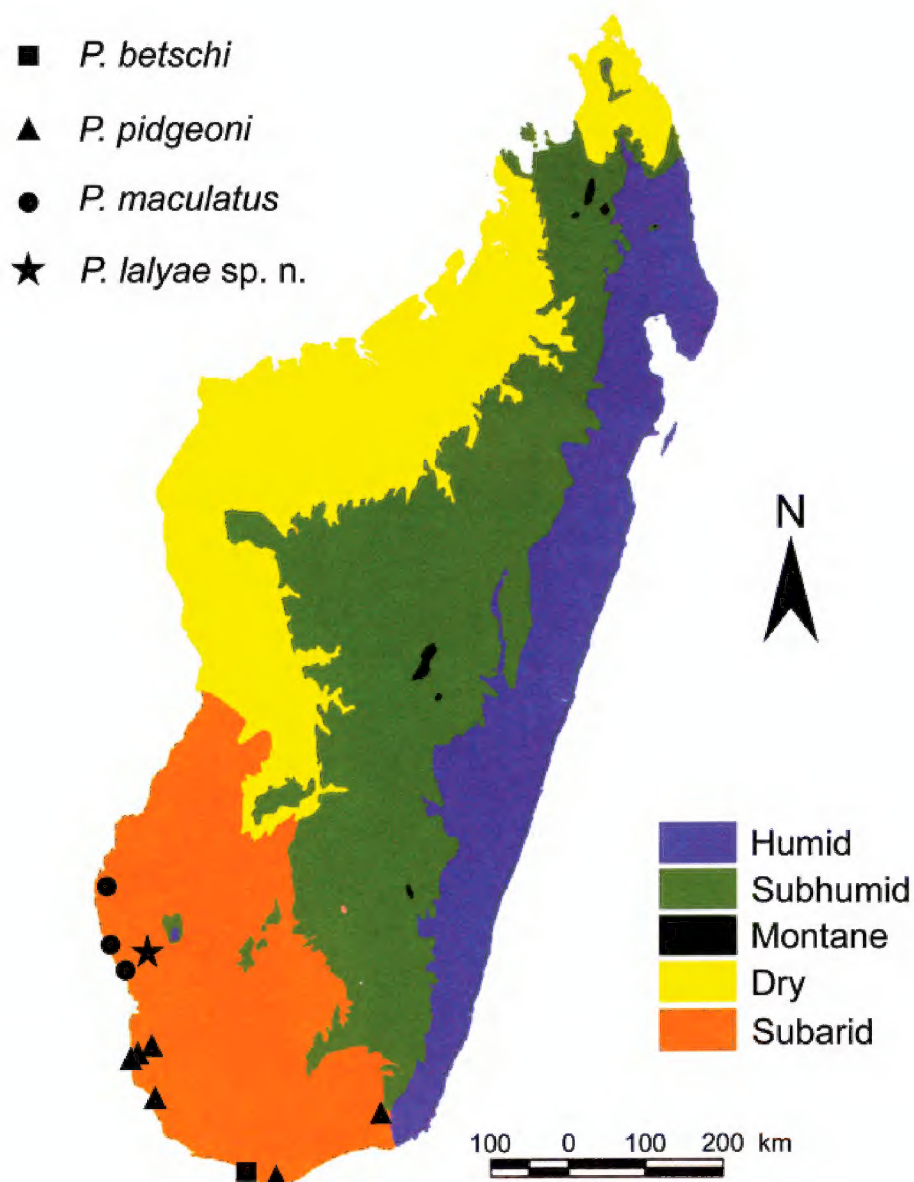 P. betschi
P. pidgeoni
P. maculatus
P. lalyae sp. n.
N
Humid
Subhumid
Montane
Dry
Subarid
100 0 100 200 km